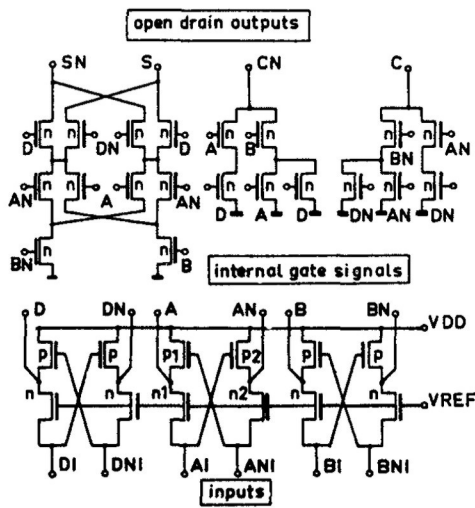 open drain outputs
SN S CN C
n n n n n n n n
D DN D A B BN AN
n n n n n n n n n n
AN A AN D A D DN AN DN
n n
BN B
internal gate signals
D DN A AN B BN
VDD
p p p1 p2 p p
n n n1 n2 n n
VREF
DI DNI AI ANI BI BNI
inputs